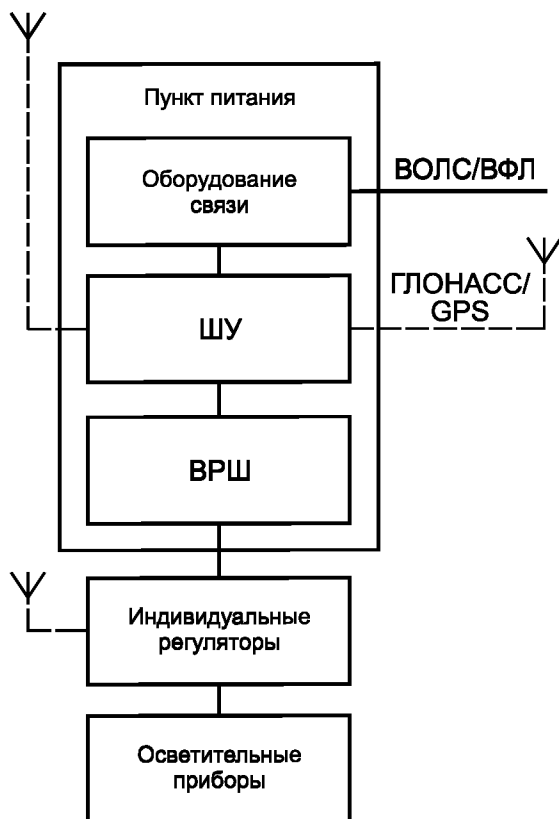 Пункт питания
Оборудование
связи
ВОЛС/ВФЛ
ШУ
ГЛОНАСС/
GPS
ВРШ
Индивидуальные
регуляторы
Осветительные
приборы